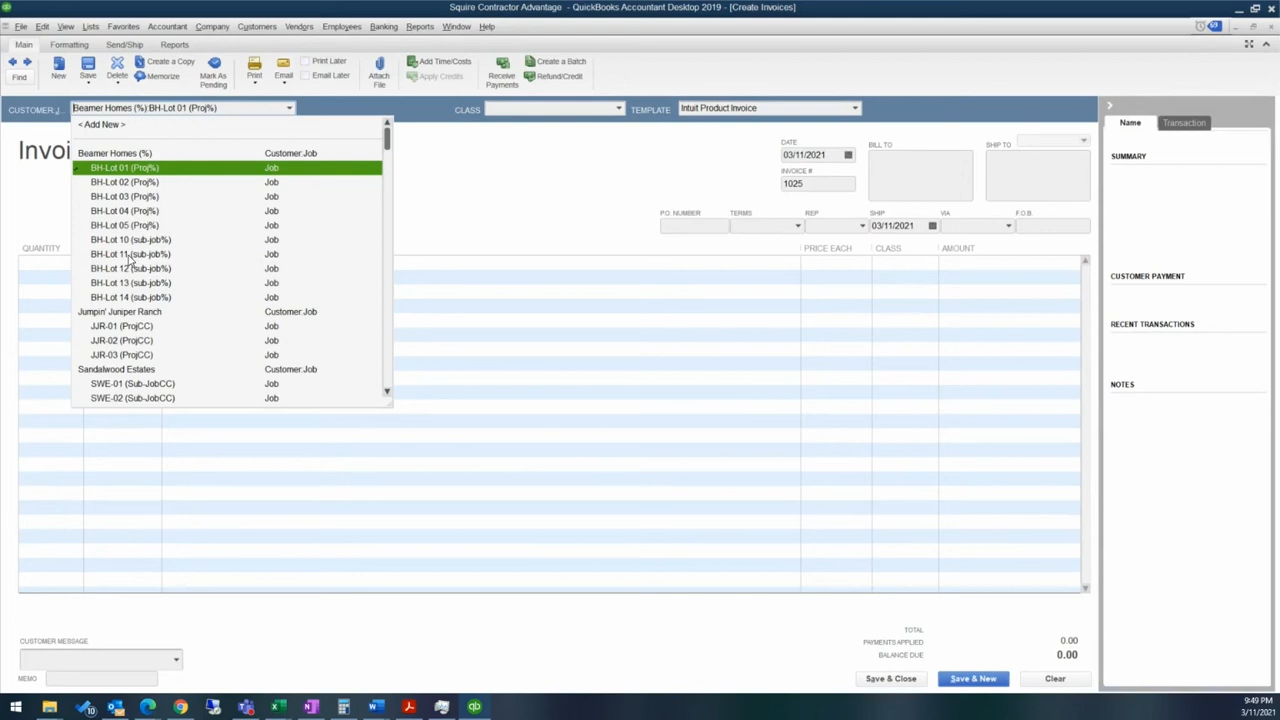 Squire Contractor Advantage - QuickBooks Accountant Desktop 2019 - [Create Invoices]
File Edit View Lists Favorites Accountant Company Customers Vendors Employees Banking Reports Window Help
Main Formatting Send/Ship Reports
Find New Save Delete Create a Copy Memorize Mark As Pending Print Email Print Later Email Later Attach File Add Time/Costs Apply Credits Receive Payments Create a Batch Refund/Credit
CUSTOMER:J... Beamer Homes (%):BH-Lot 01 (Proj%) CLASS TEMPLATE Intuit Product Invoice
< Add New >
Beamer Homes (%) Customer:Job
BH-Lot 01 (Proj%) Job
BH-Lot 02 (Proj%) Job
BH-Lot 03 (Proj%) Job
BH-Lot 04 (Proj%) Job
BH-Lot 05 (Proj%) Job
BH-Lot 10 (sub-job%) Job
BH-Lot 11 (sub-job%) Job
BH-Lot 12 (sub-job%) Job
BH-Lot 13 (sub-job%) Job
BH-Lot 14 (sub-job%) Job
Jumpin' Juniper Ranch Customer:Job
JJR-01 (ProjCC) Job
JJR-02 (ProjCC) Job
JJR-03 (ProjCC) Job
Sandalwood Estates Customer:Job
SWE-01 (Sub-JobCC) Job
SWE-02 (Sub-JobCC) Job
Invoi
DATE BILL TO SHIP TO
03/11/2021
INVOICE #
1025
P.O. NUMBER TERMS REP SHIP VIA F.O.B.
03/11/2021
QUANTITY PRICE EACH CLASS AMOUNT
TOTAL
PAYMENTS APPLIED 0.00
BALANCE DUE 0.00
CUSTOMER MESSAGE
MEMO
Save & Close Save & New Clear
Name Transaction
SUMMARY
CUSTOMER PAYMENT
RECENT TRANSACTIONS
NOTES
9:49 PM
3/11/2021